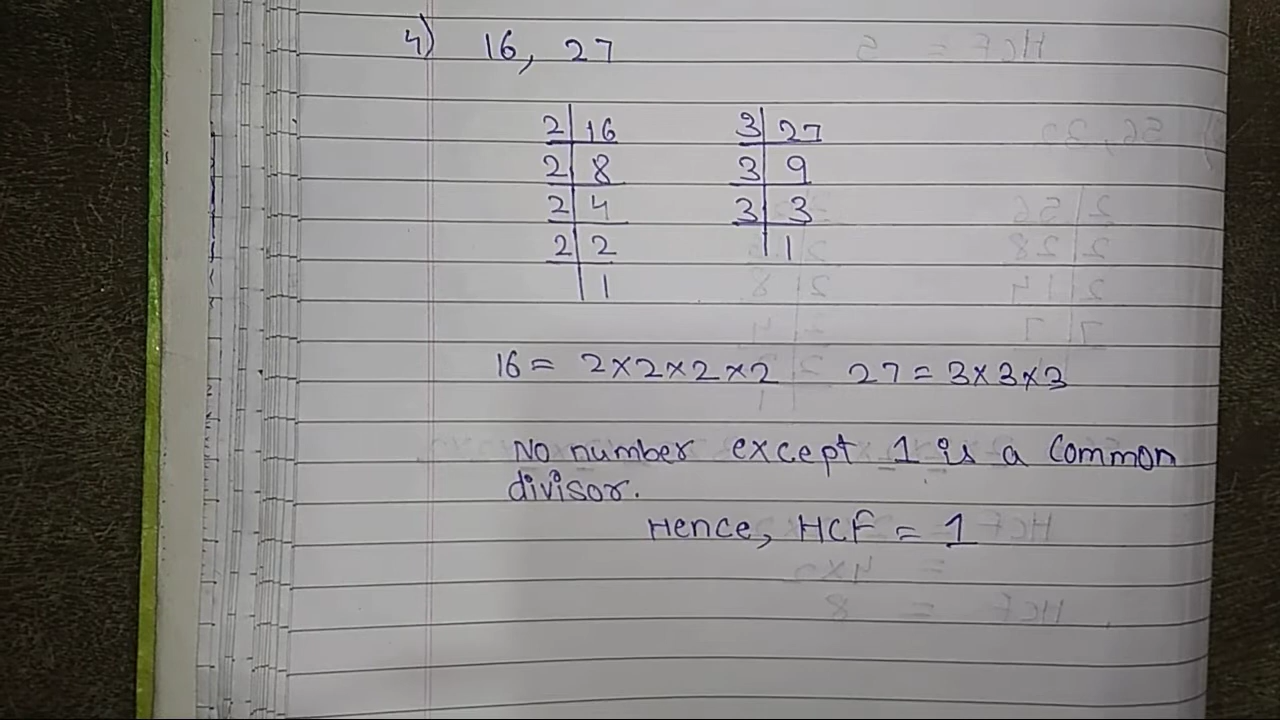 4) 16, 27
2 | 16    3 | 27
2 | 8    3 | 9
2 | 4    3 | 3
2 | 2    | 1
| 1
16 = 2×2×2×2    27 = 3×3×3
No number except 1 is a common
divisor.
Hence, HCF = 1